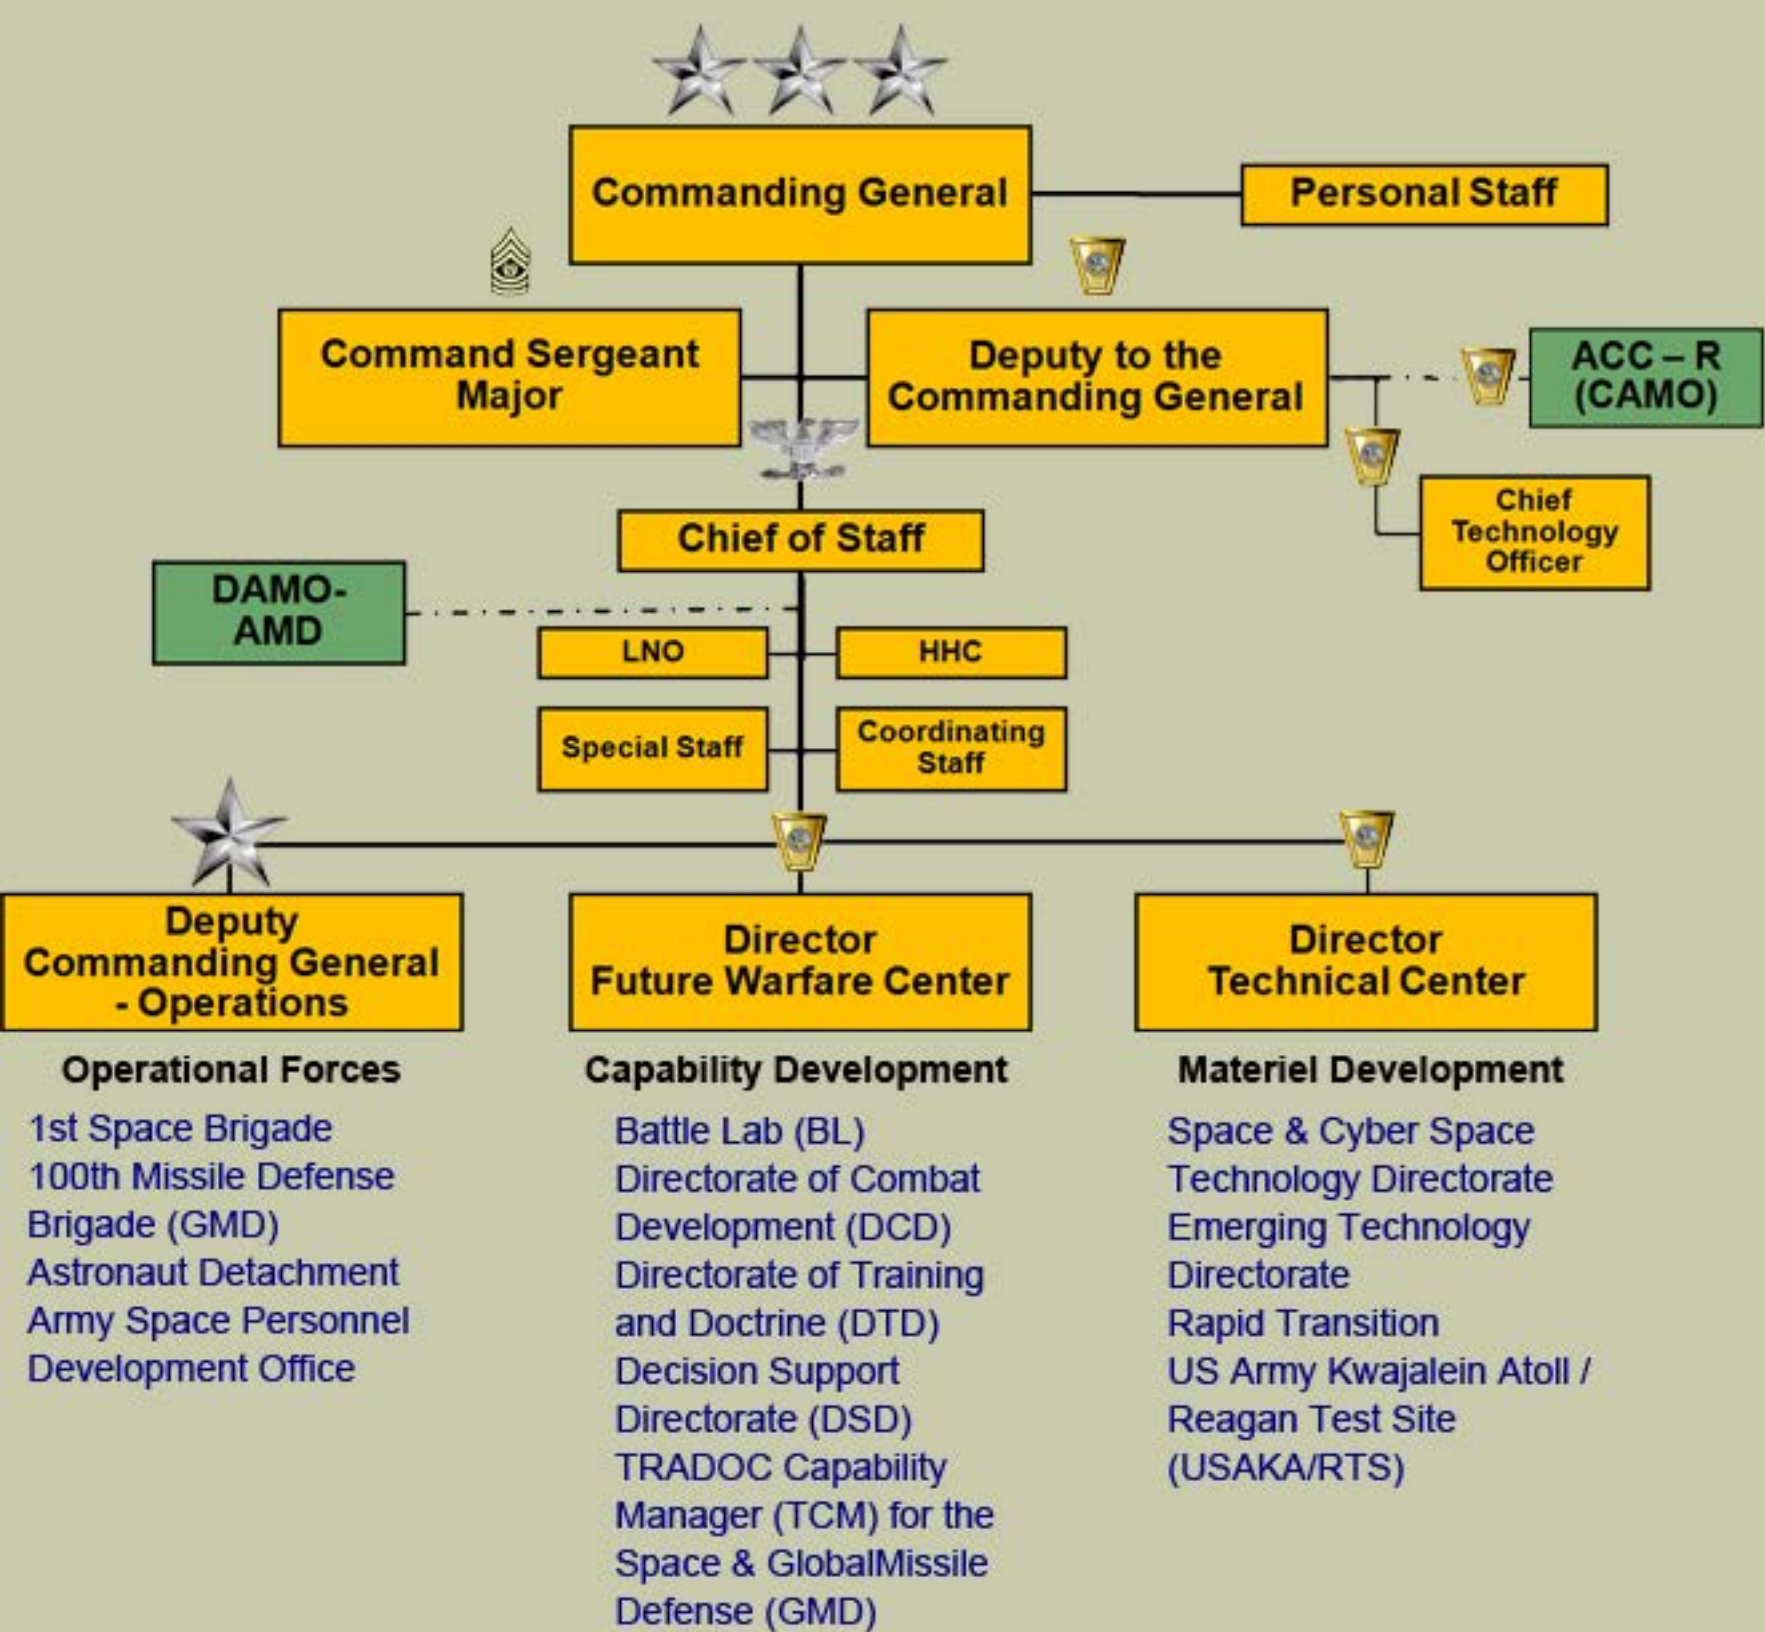 Commanding General
Personal Staff
Command Sergeant
Major
Deputy to the
Commanding General
ACC – R
(CAMO)
Chief
Technology
Officer
Chief of Staff
DAMO-
AMD
LNO
HHC
Special Staff
Coordinating
Staff
Deputy
Commanding General
- Operations
Director
Future Warfare Center
Director
Technical Center
Operational Forces
1st Space Brigade
100th Missile Defense
Brigade (GMD)
Astronaut Detachment
Army Space Personnel
Development Office
Capability Development
Battle Lab (BL)
Directorate of Combat
Development (DCD)
Directorate of Training
and Doctrine (DTD)
Decision Support
Directorate (DSD)
TRADOC Capability
Manager (TCM) for the
Space & GlobalMissile
Defense (GMD)
Materiel Development
Space & Cyber Space
Technology Directorate
Emerging Technology
Directorate
Rapid Transition
US Army Kwajalein Atoll /
Reagan Test Site
(USAKA/RTS)